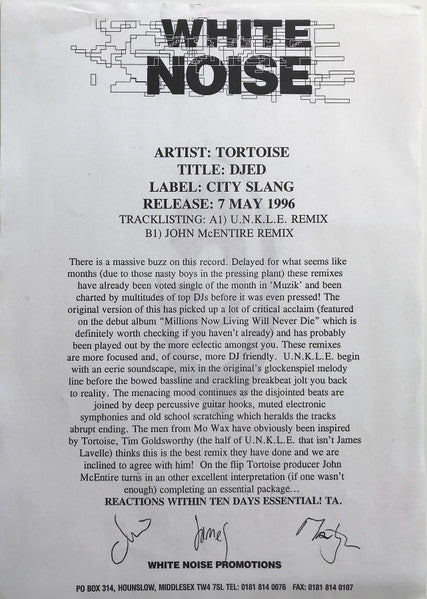 WHITE
NOISE
ARTIST: TORTOISE
TITLE: DJED
LABEL: CITY SLANG
RELEASE: 7 MAY 1996
TRACKLISTING: A1) U.N.K.L.E. REMIX
B1) JOHN McENTIRE REMIX
There is a massive buzz on this record. Delayed for what seems like
months (due to those nasty boys in the pressing plant) these remixes
have already been voted single of the month in 'Muzik' and been
charted by multitudes of top DJs before it was even pressed! The
original version of this has picked up a lot of critical acclaim (featured
on the debut album “Millions Now Living Will Never Die” which is
definitely worth checking if you haven't already) and has probably
been played out by the more eclectic amongst you. These remixes
are more focused and, of course, more DJ friendly. U.N.K.L.E. begin
with an eerie soundscape, mix in the original's glockenspiel melody
line before the bowed bassline and crackling breakbeat jolt you back
to reality. The menacing mood continues as the disjointed beats are
joined by deep percussive guitar hooks, muted electronic
symphonies and old school scratching which heralds the tracks
abrupt ending. The men from Mo Wax have obviously been inspired
by Tortoise, Tim Goldsworthy (the half of U.N.K.L.E. that isn't James
Lavelle) thinks this is the best remix they have done and we are
inclined to agree with him! On the flip Tortoise producer John
McEntire turns in an other excellent interpretation (if one wasn't
enough) completing an essential package...
REACTIONS WITHIN TEN DAYS ESSENTIAL! TA.
James
WHITE NOISE PROMOTIONS
PO BOX 314, HOUNSLOW, MIDDLESEX TW4 7SL TEL: 0181 814 0076 FAX: 0181 814 0107